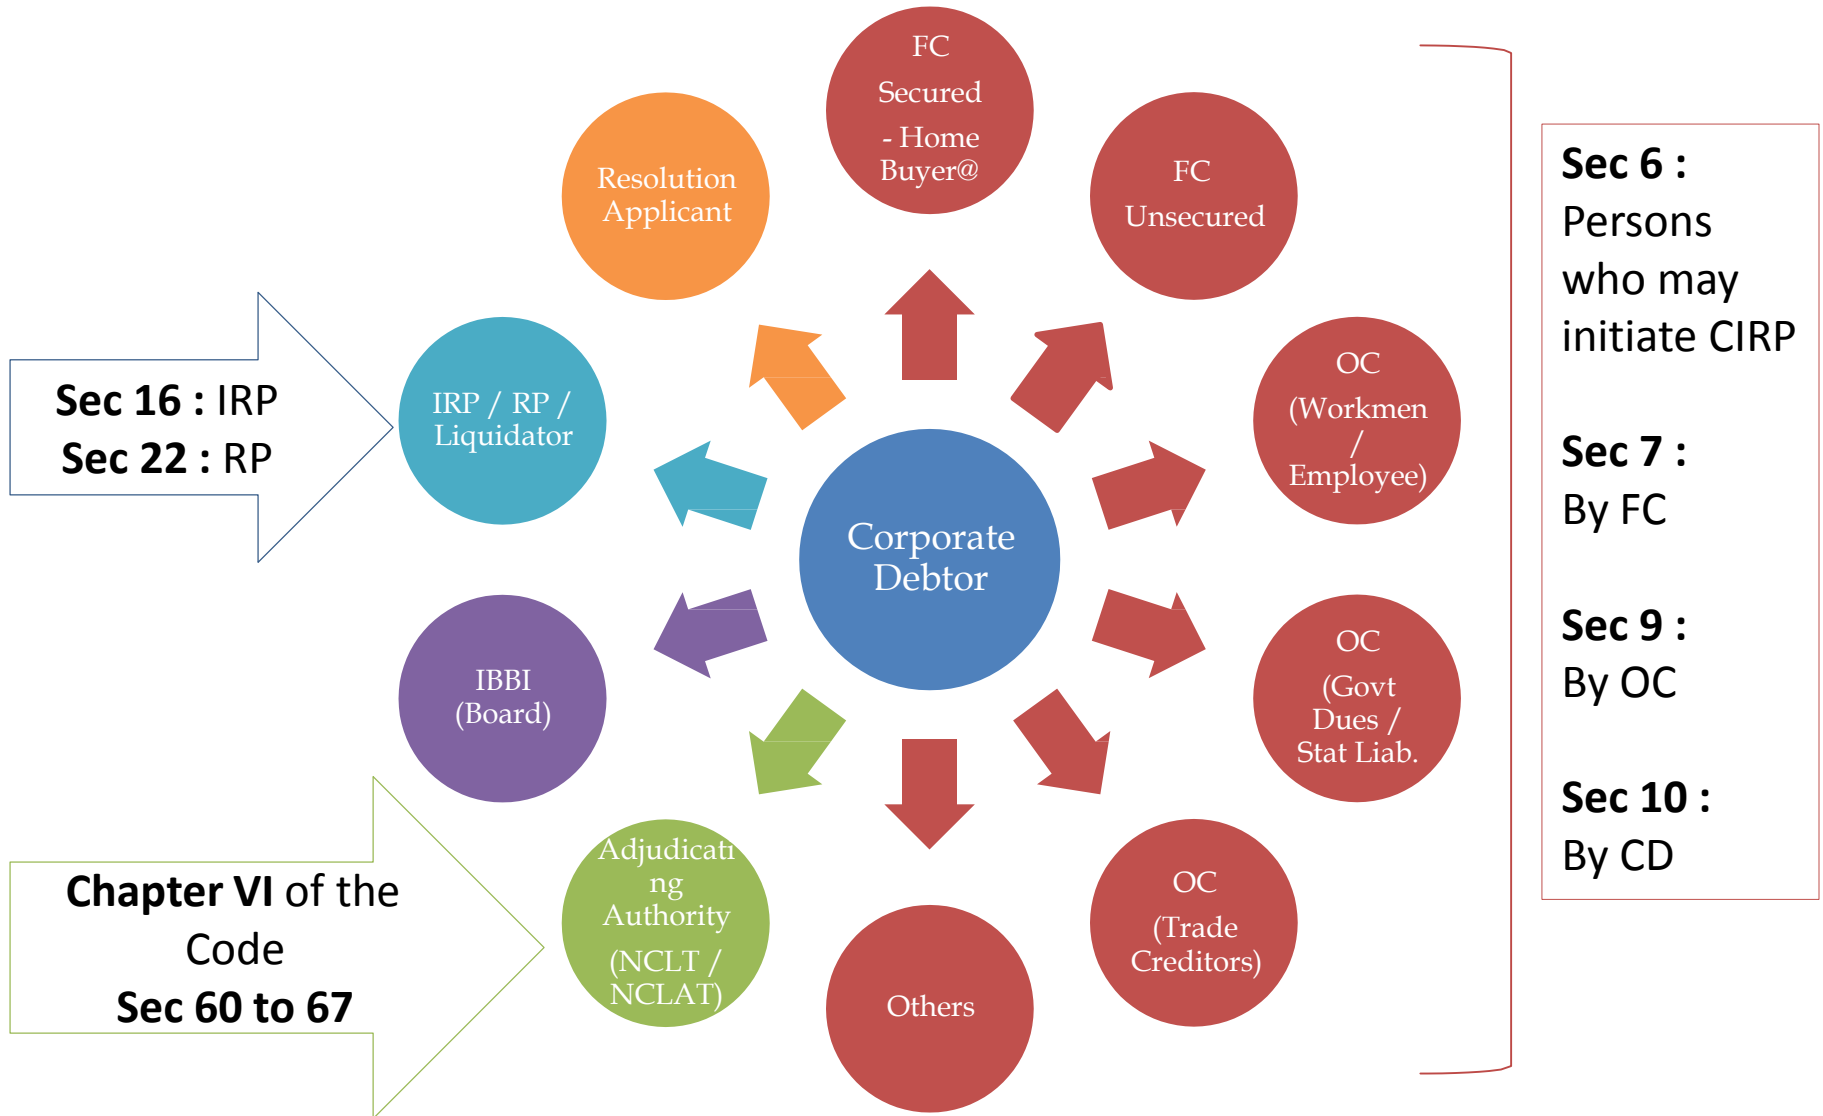 FC
Secured
- Home
Buyer@
FC
Unsecured
OC
(Workmen
/
Employee)
OC
(Govt
Dues /
Stat Liab.
OC
(Trade
Creditors)
Others
Adjudicati
ng
Authority
(NCLT /
NCLAT)
IBBI
(Board)
IRP / RP /
Liquidator
Resolution
Applicant
Corporate
Debtor
Sec 16 : IRP
Sec 22 : RP
Chapter VI of the
Code
Sec 60 to 67
Sec 6 :
Persons
who may
initiate CIRP
Sec 7 :
By FC
Sec 9 :
By OC
Sec 10 :
By CD